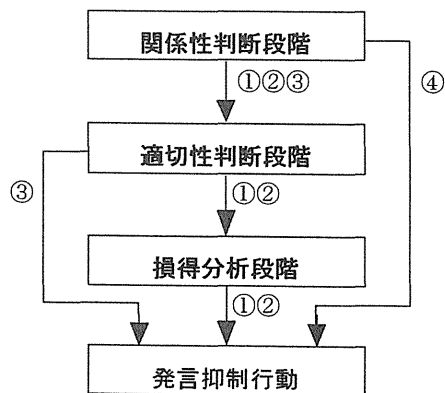 関係性判断段階
①②③
④
適切性判断段階
③
①②
損得分析段階
①②
発言抑制行動